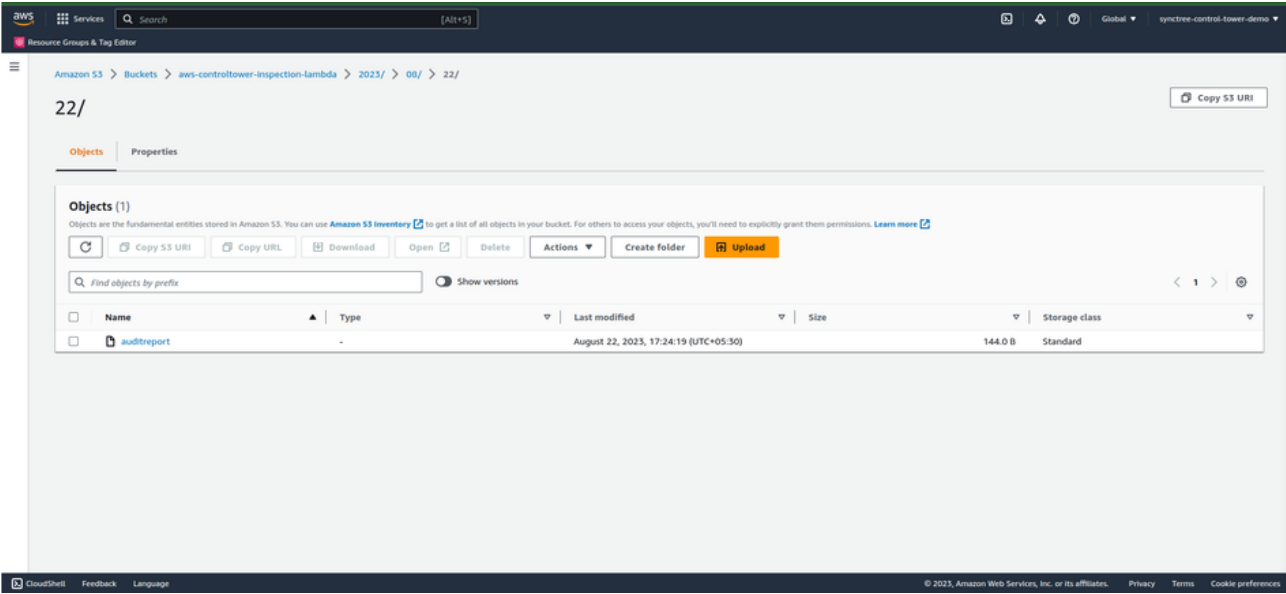 aws Services Search [Alt+S] Global synctree-control-tower-demo
Resource Groups & Tag Editor
Amazon S3 > Buckets > aws-controltower-inspection-lambda > 2023/ > 08/ > 22/
22/
Copy S3 URI
Objects Properties
Objects (1)
Objects are the fundamental entities stored in Amazon S3. You can use Amazon S3 inventory to get a list of all objects in your bucket. For others to access your objects, you'll need to explicitly grant them permissions. Learn more
Copy S3 URI Copy URL Download Open Delete Actions Create folder Upload
Find objects by prefix Show versions 1
Name Type Last modified Size Storage class
auditreport - August 22, 2023, 17:24:19 (UTC+05:30) 144.0 B Standard
CloudShell Feedback Language © 2023, Amazon Web Services, Inc. or its affiliates. Privacy Terms Cookie preferences